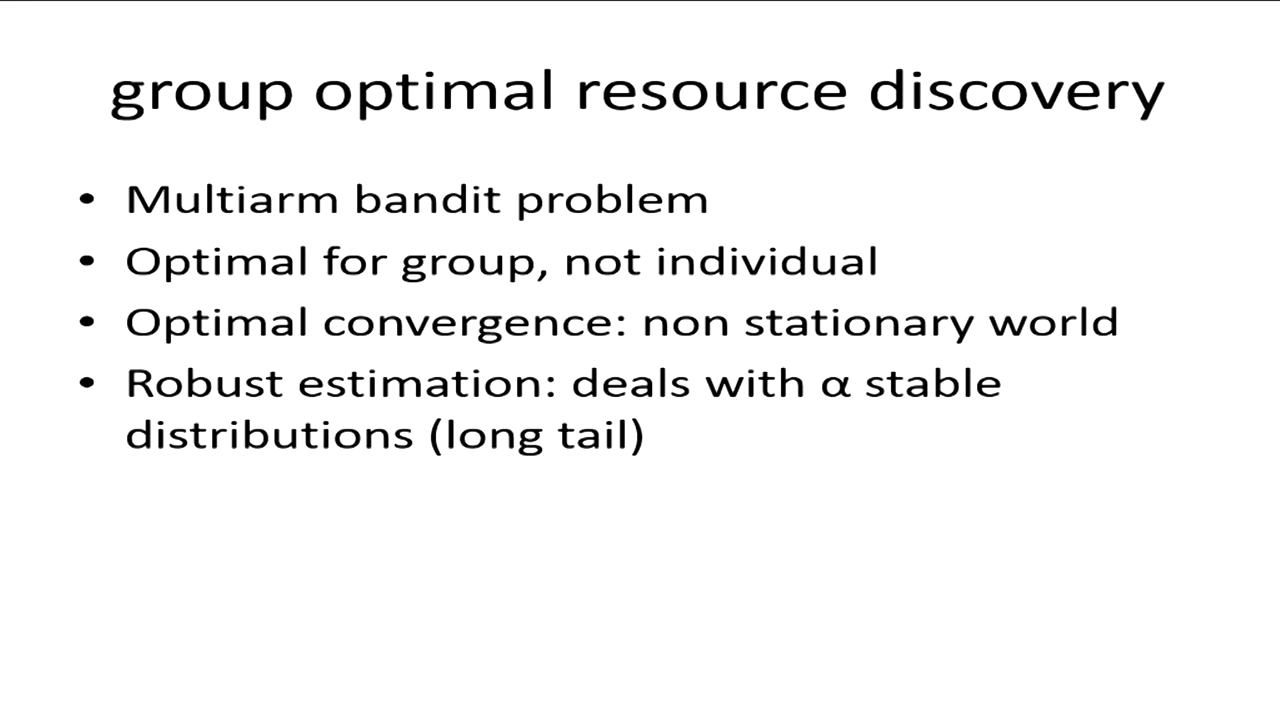 group optimal resource discovery
• Multiarm bandit problem
• Optimal for group, not individual
• Optimal convergence: non stationary world
• Robust estimation: deals with α stable
distributions (long tail)